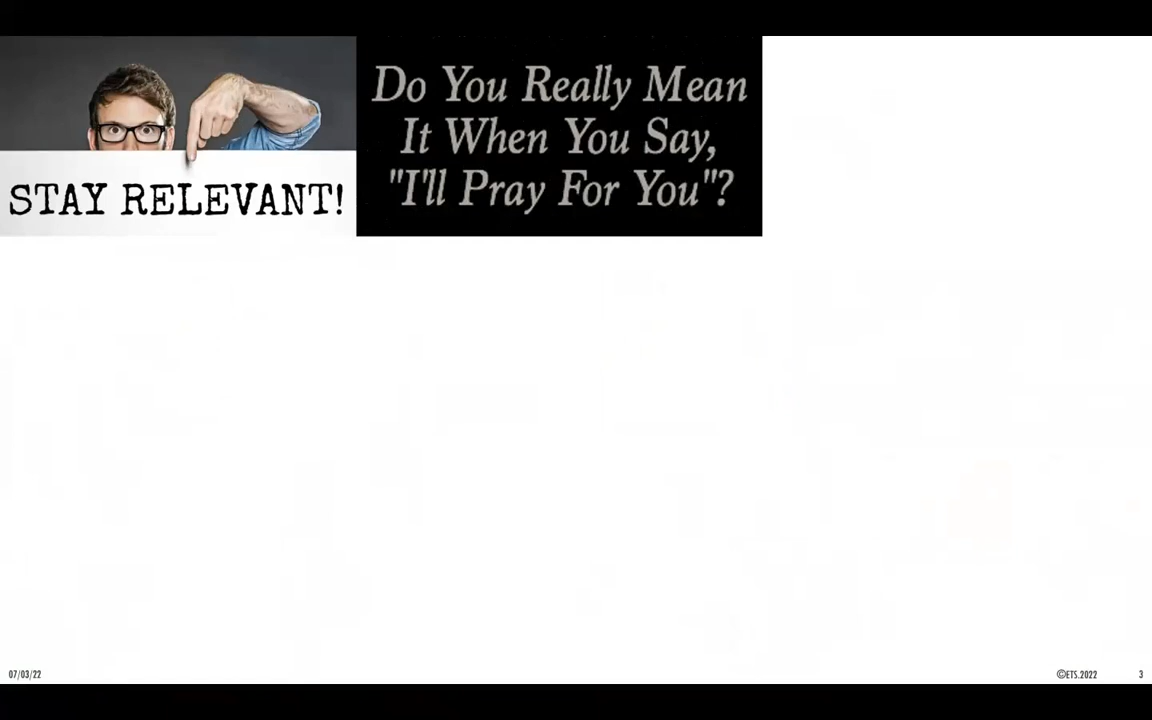 STAY RELEVANT!
Do You Really Mean
It When You Say,
"I'll Pray For You"?
07/03/22
©ETS.2022
3